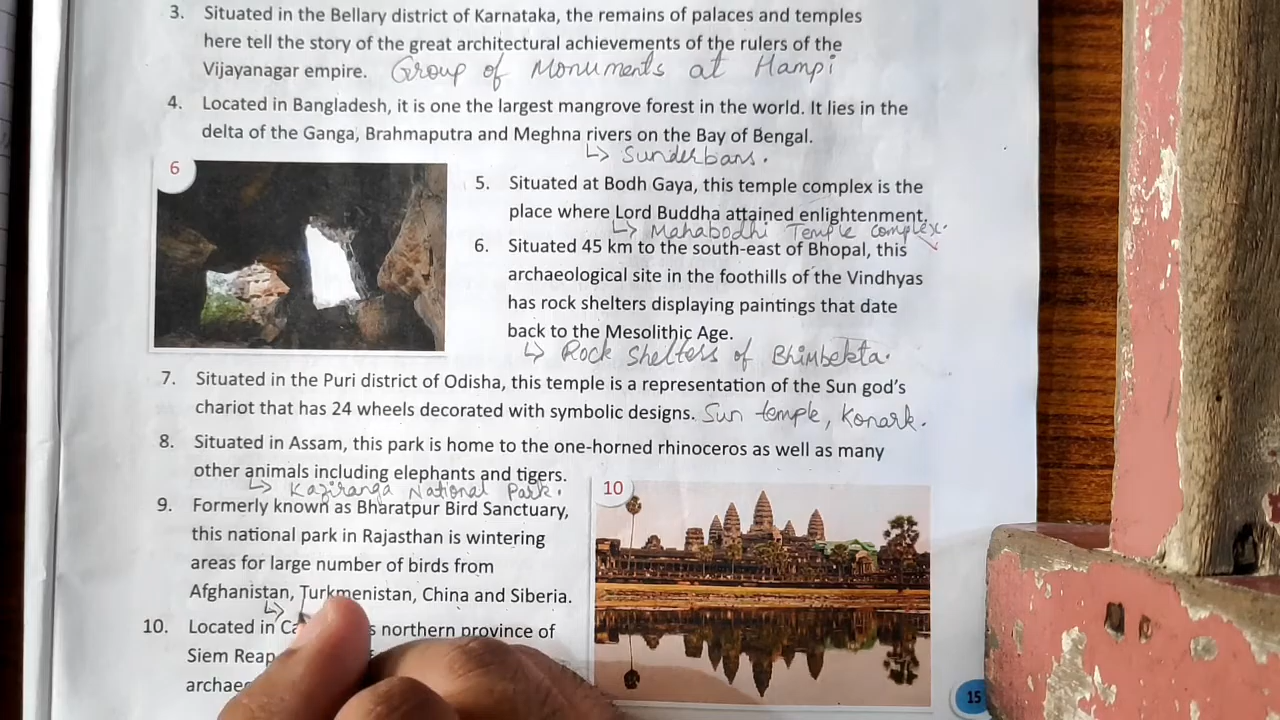 3. Situated in the Bellary district of Karnataka, the remains of palaces and temples
here tell the story of the great architectural achievements of the rulers of the
Vijayanagar empire. Group of Monuments at Hampi
4. Located in Bangladesh, it is one the largest mangrove forest in the world. It lies in the
delta of the Ganga, Brahmaputra and Meghna rivers on the Bay of Bengal.
↳ Sunderbans.
6
5. Situated at Bodh Gaya, this temple complex is the
place where Lord Buddha attained enlightenment.
↳ Mahabodhi Temple complex.
6. Situated 45 km to the south-east of Bhopal, this
archaeological site in the foothills of the Vindhyas
has rock shelters displaying paintings that date
back to the Mesolithic Age.
↳ Rock Shelters of Bhimbekta.
7. Situated in the Puri district of Odisha, this temple is a representation of the Sun god's
chariot that has 24 wheels decorated with symbolic designs. Sun temple, Konark.
8. Situated in Assam, this park is home to the one-horned rhinoceros as well as many
other animals including elephants and tigers.
↳ Kaziranga National Park.
9. Formerly known as Bharatpur Bird Sanctuary,
this national park in Rajasthan is wintering
areas for large number of birds from
Afghanistan, Turkmenistan, China and Siberia.
↳
10. Located in northern province of
Siem Reap
10
15